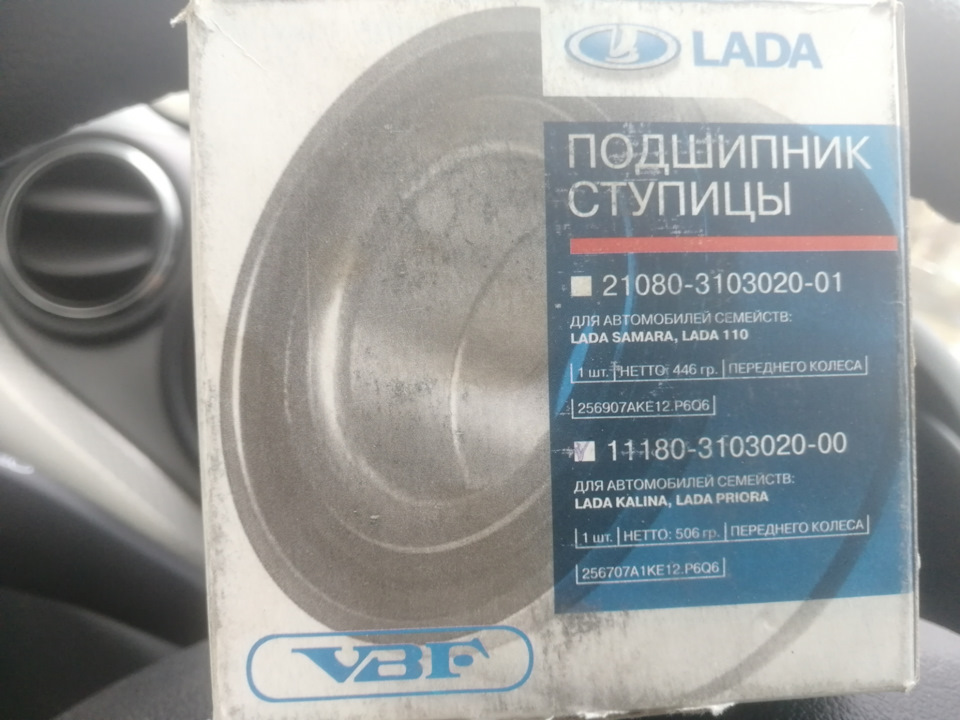 LADA
ПОДШИПНИК
СТУПИЦЫ
21080-3103020-01
ДЛЯ АВТОМОБИЛЕЙ СЕМЕЙСТВ:
LADA SAMARA, LADA 110
1 шт. НЕТТО: 446 гр. ПЕРЕДНЕГО КОЛЕСА
256907AKE12.P6Q6
11180-3103020-00
ДЛЯ АВТОМОБИЛЕЙ СЕМЕЙСТВ:
LADA KALINA, LADA PRIORA
1 шт. НЕТТО: 506 гр. ПЕРЕДНЕГО КОЛЕСА
256707A1KE12.P6Q6
VBF